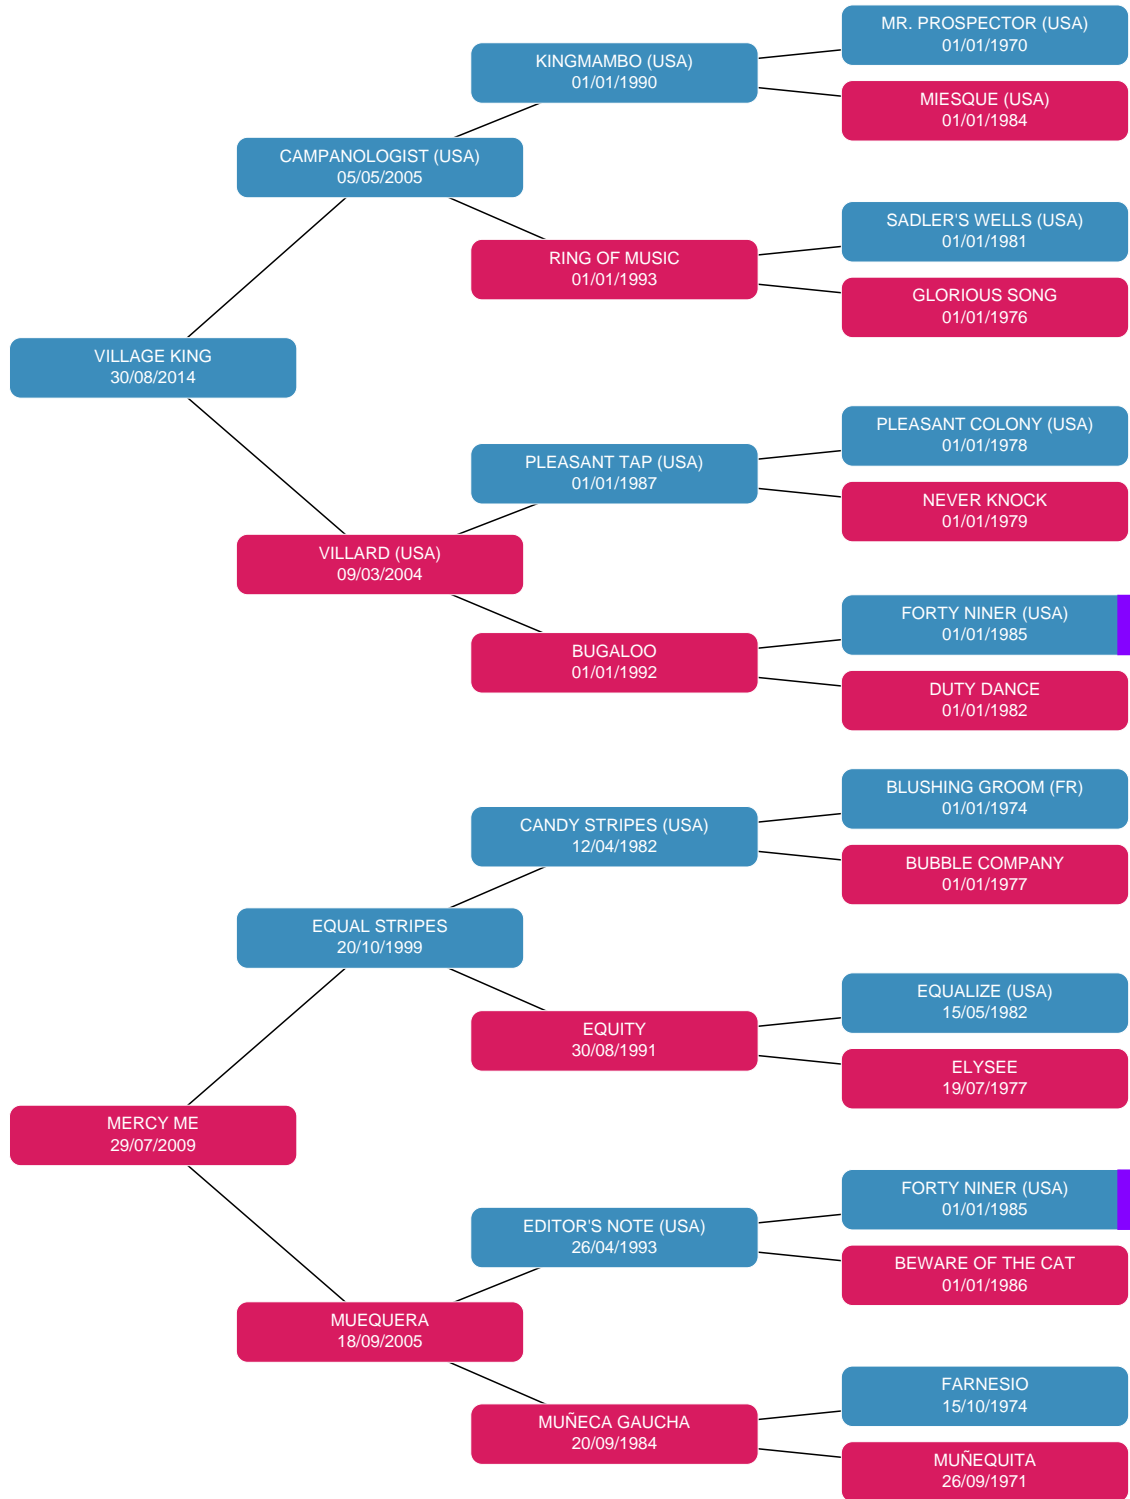 MR. PROSPECTOR (USA)
01/01/1970
KINGMAMBO (USA)
01/01/1990
MIESQUE (USA)
01/01/1984
CAMPANOLOGIST (USA)
05/05/2005
SADLER'S WELLS (USA)
01/01/1981
RING OF MUSIC
01/01/1993
GLORIOUS SONG
01/01/1976
VILLAGE KING
30/08/2014
PLEASANT COLONY (USA)
01/01/1978
PLEASANT TAP (USA)
01/01/1987
NEVER KNOCK
01/01/1979
VILLARD (USA)
09/03/2004
FORTY NINER (USA)
01/01/1985
BUGALOO
01/01/1992
DUTY DANCE
01/01/1982
BLUSHING GROOM (FR)
01/01/1974
CANDY STRIPES (USA)
12/04/1982
BUBBLE COMPANY
01/01/1977
EQUAL STRIPES
20/10/1999
EQUALIZE (USA)
15/05/1982
EQUITY
30/08/1991
ELYSEE
19/07/1977
MERCY ME
29/07/2009
FORTY NINER (USA)
01/01/1985
EDITOR'S NOTE (USA)
26/04/1993
BEWARE OF THE CAT
01/01/1986
MUEQUERA
18/09/2005
FARNESIO
15/10/1974
MUÑECA GAUCHA
20/09/1984
MUÑEQUITA
26/09/1971